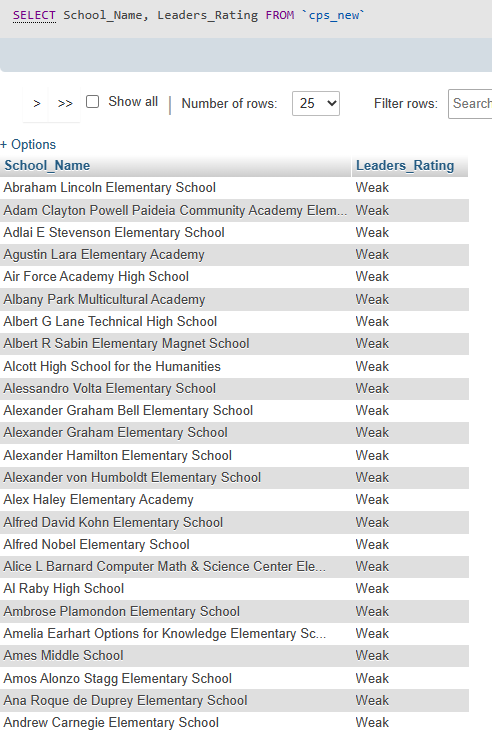 SELECT School_Name, Leaders_Rating FROM `cps_new`
> >> Show all Number of rows: 25 Filter rows: Search
+ Options
School_Name Leaders_Rating
Abraham Lincoln Elementary School Weak
Adam Clayton Powell Paideia Community Academy Elem... Weak
Adlai E Stevenson Elementary School Weak
Agustin Lara Elementary Academy Weak
Air Force Academy High School Weak
Albany Park Multicultural Academy Weak
Albert G Lane Technical High School Weak
Albert R Sabin Elementary Magnet School Weak
Alcott High School for the Humanities Weak
Alessandro Volta Elementary School Weak
Alexander Graham Bell Elementary School Weak
Alexander Graham Elementary School Weak
Alexander Hamilton Elementary School Weak
Alexander von Humboldt Elementary School Weak
Alex Haley Elementary Academy Weak
Alfred David Kohn Elementary School Weak
Alfred Nobel Elementary School Weak
Alice L Barnard Computer Math & Science Center Ele... Weak
Al Raby High School Weak
Ambrose Plamondon Elementary School Weak
Amelia Earhart Options for Knowledge Elementary Sc... Weak
Ames Middle School Weak
Amos Alonzo Stagg Elementary School Weak
Ana Roque de Duprey Elementary School Weak
Andrew Carnegie Elementary School Weak